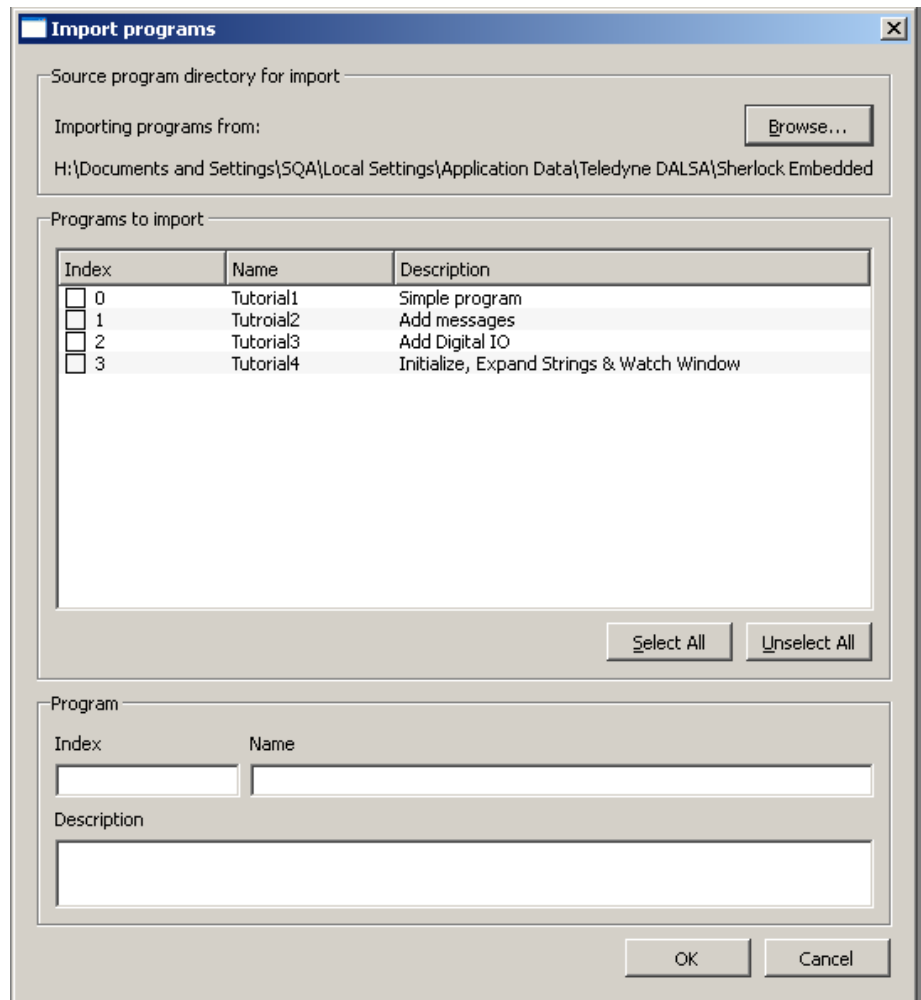 Import programs
Source program directory for import
Importing programs from:
Browse...
H:\Documents and Settings\SQA\Local Settings\Application Data\Teledyne DALSA\Sherlock Embedded
Programs to import
Index Name Description
0 Tutorial1 Simple program
1 Tutroial2 Add messages
2 Tutorial3 Add Digital IO
3 Tutorial4 Initialize, Expand Strings & Watch Window
Select All Unselect All
Program
Index Name
Description
OK Cancel